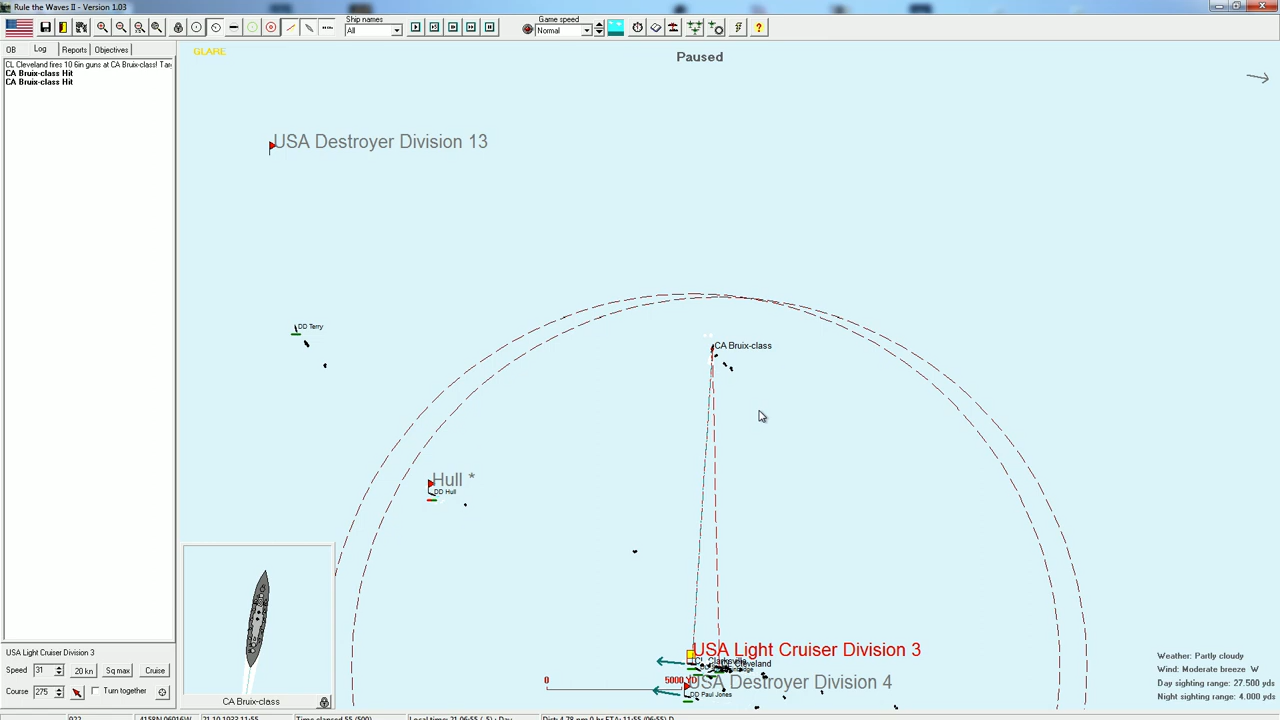 Rule the Waves II - Version 1.03
Ship names
All
Game speed
Normal
OB Log Reports Objectives
CL Cleveland fires 10 6in guns at CA Bruix-class! Tar
CA Bruix-class Hit
CA Bruix-class Hit
GLARE
Paused
USA Destroyer Division 13
DD Terry
CA Bruix-class
Hull *
DD Hull
USA Light Cruiser Division 3
Cleveland
0 5000
USA Destroyer Division 4
DD Paul Jones
USA Light Cruiser Division 3
Speed 31 20 kn Sq max Cruise
Course 275 Turn together
CA Bruix-class
Weather: Partly cloudy
Wind: Moderate breeze W
Day sighting range: 27.500 yds
Night sighting range: 4.000 yds